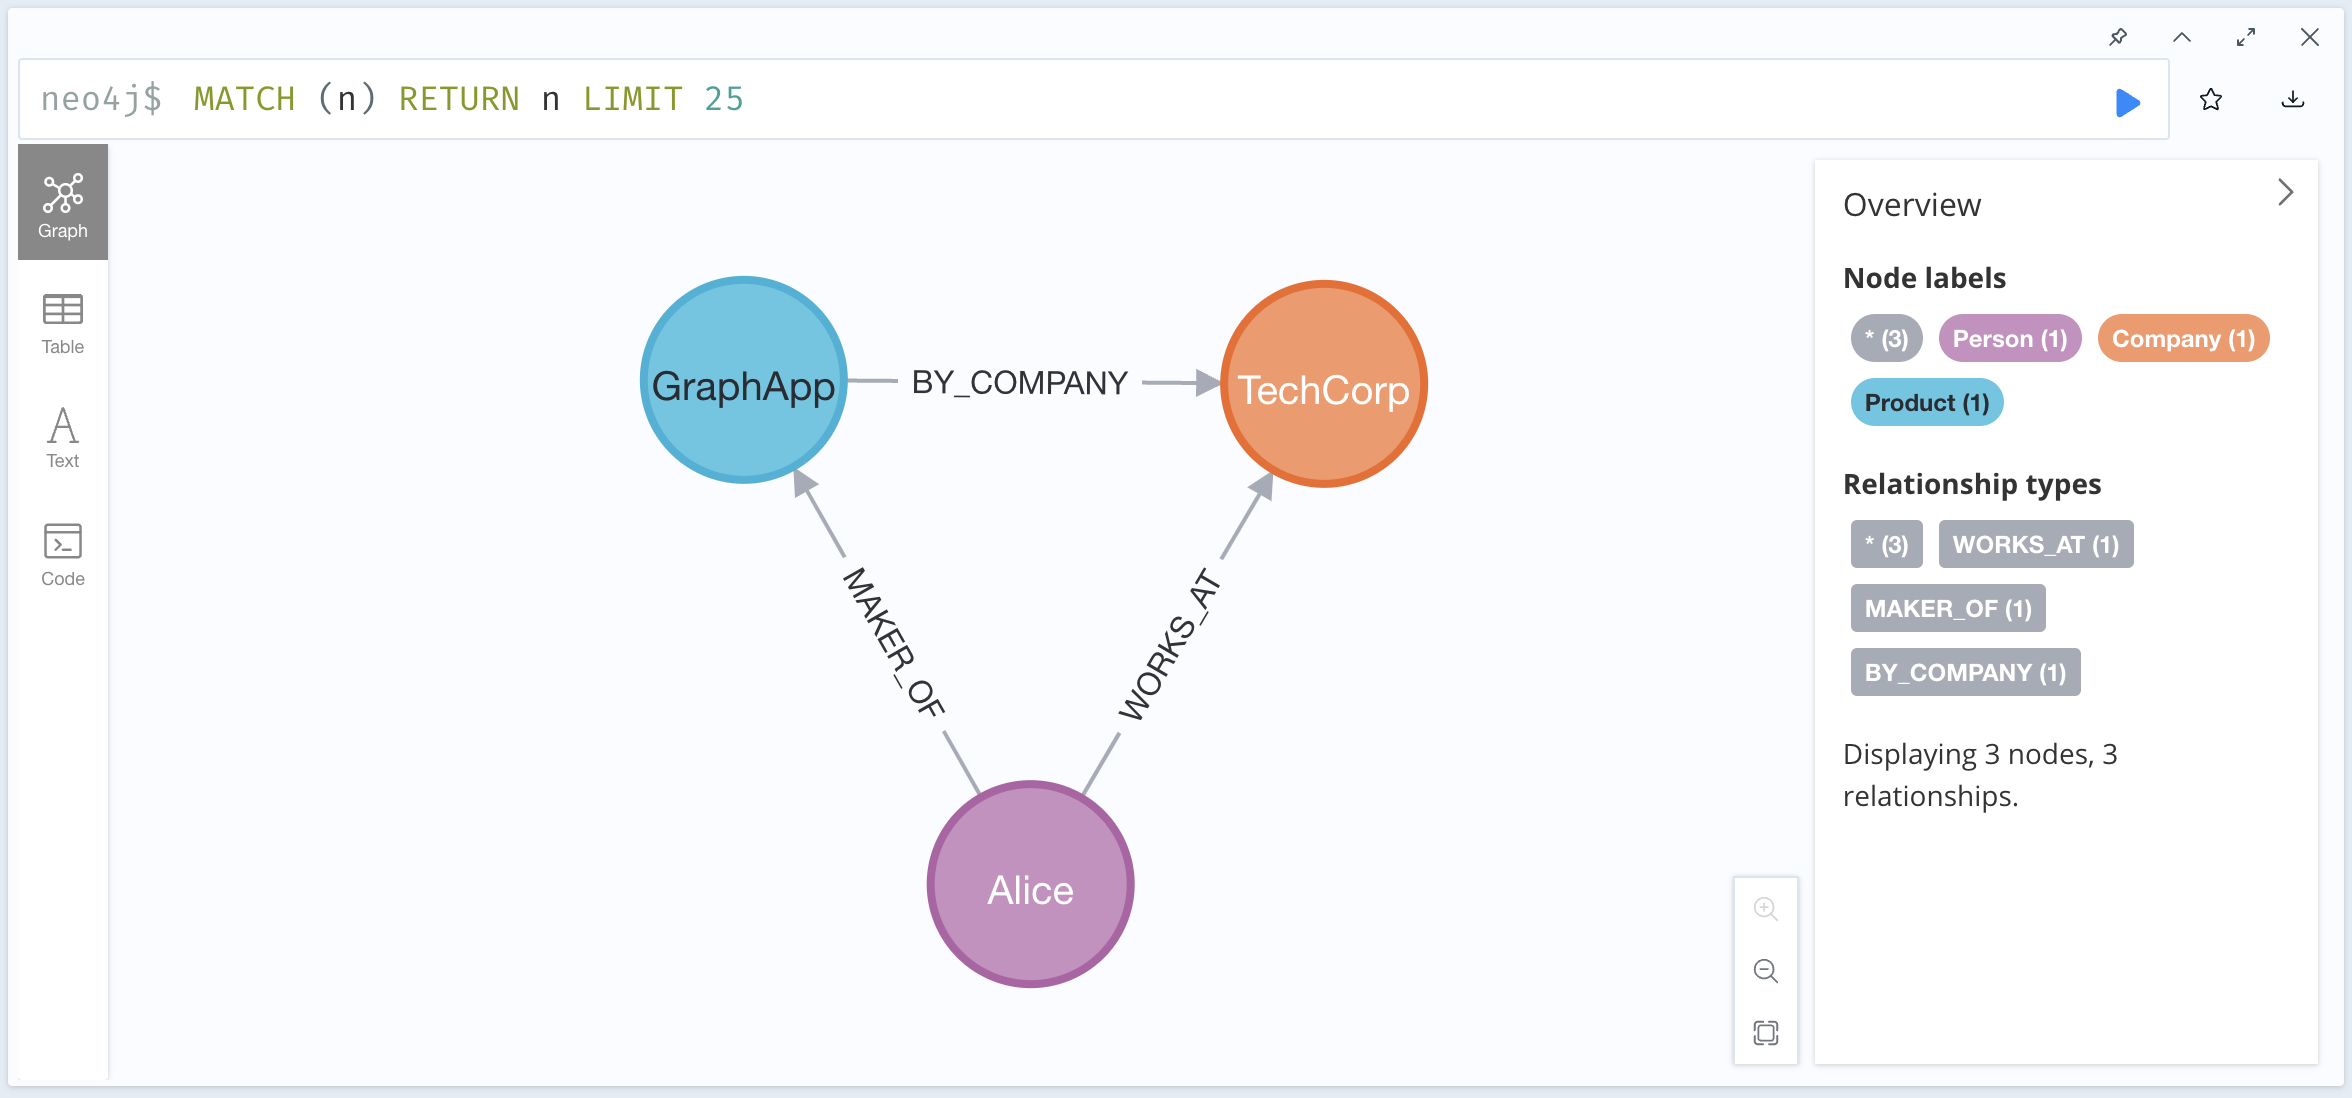 neo4j$ MATCH (n) RETURN n LIMIT 25
Graph
Table
Text
Code
GraphApp
BY_COMPANY
TechCorp
MAKER_OF
WORKS_AT
Alice
Overview
Node labels
* (3) Person (1) Company (1)
Product (1)
Relationship types
* (3) WORKS_AT (1)
MAKER_OF (1)
BY_COMPANY (1)
Displaying 3 nodes, 3
relationships.